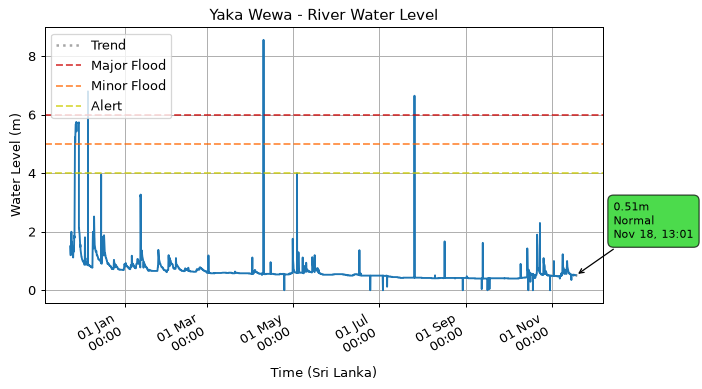 Yaka Wewa - River Water Level
Trend
Major Flood
Minor Flood
Alert
8
6
4
2
0
Water Level (m)
0.51m
Normal
Nov 18, 13:01
01 Jan
00:00
01 Mar
00:00
01 May
00:00
01 Jul
00:00
01 Sep
00:00
01 Nov
00:00
Time (Sri Lanka)